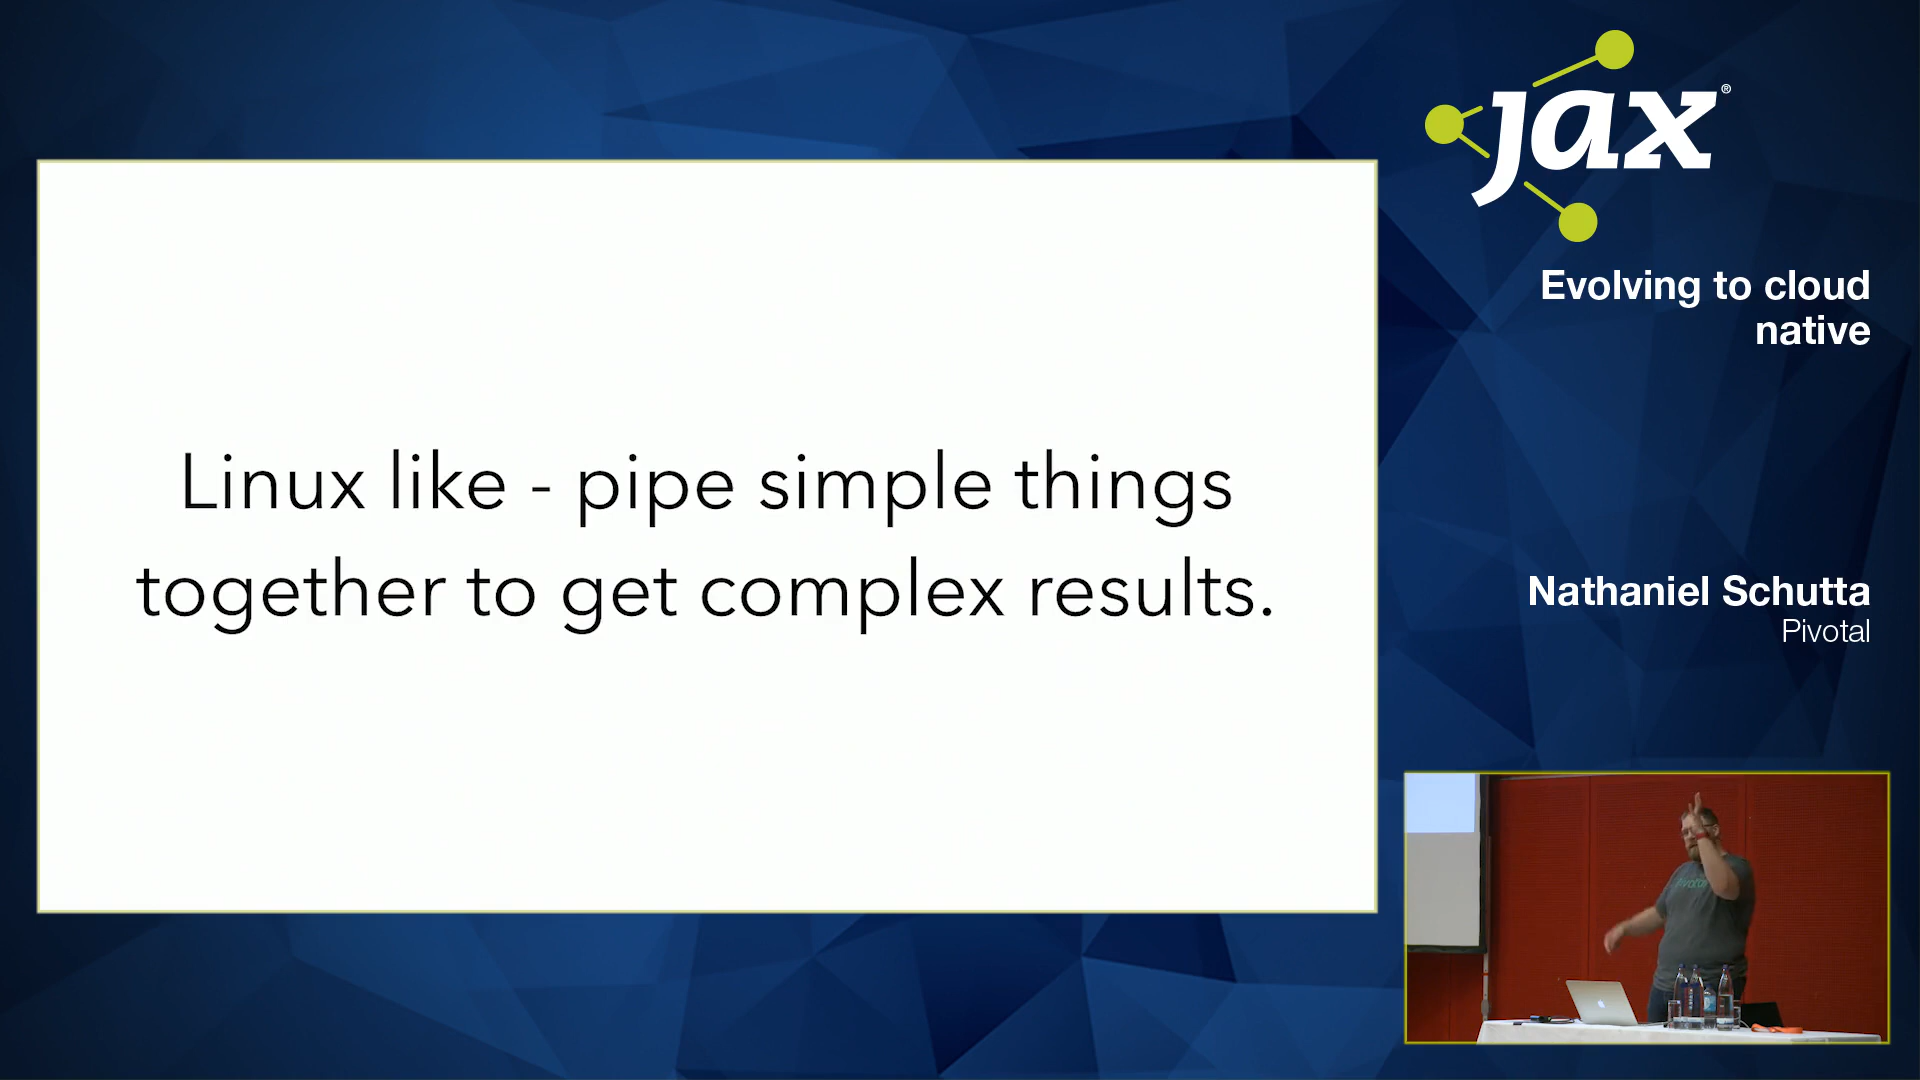 Linux like - pipe simple things
together to get complex results.
jax®
Evolving to cloud
native
Nathaniel Schutta
Pivotal